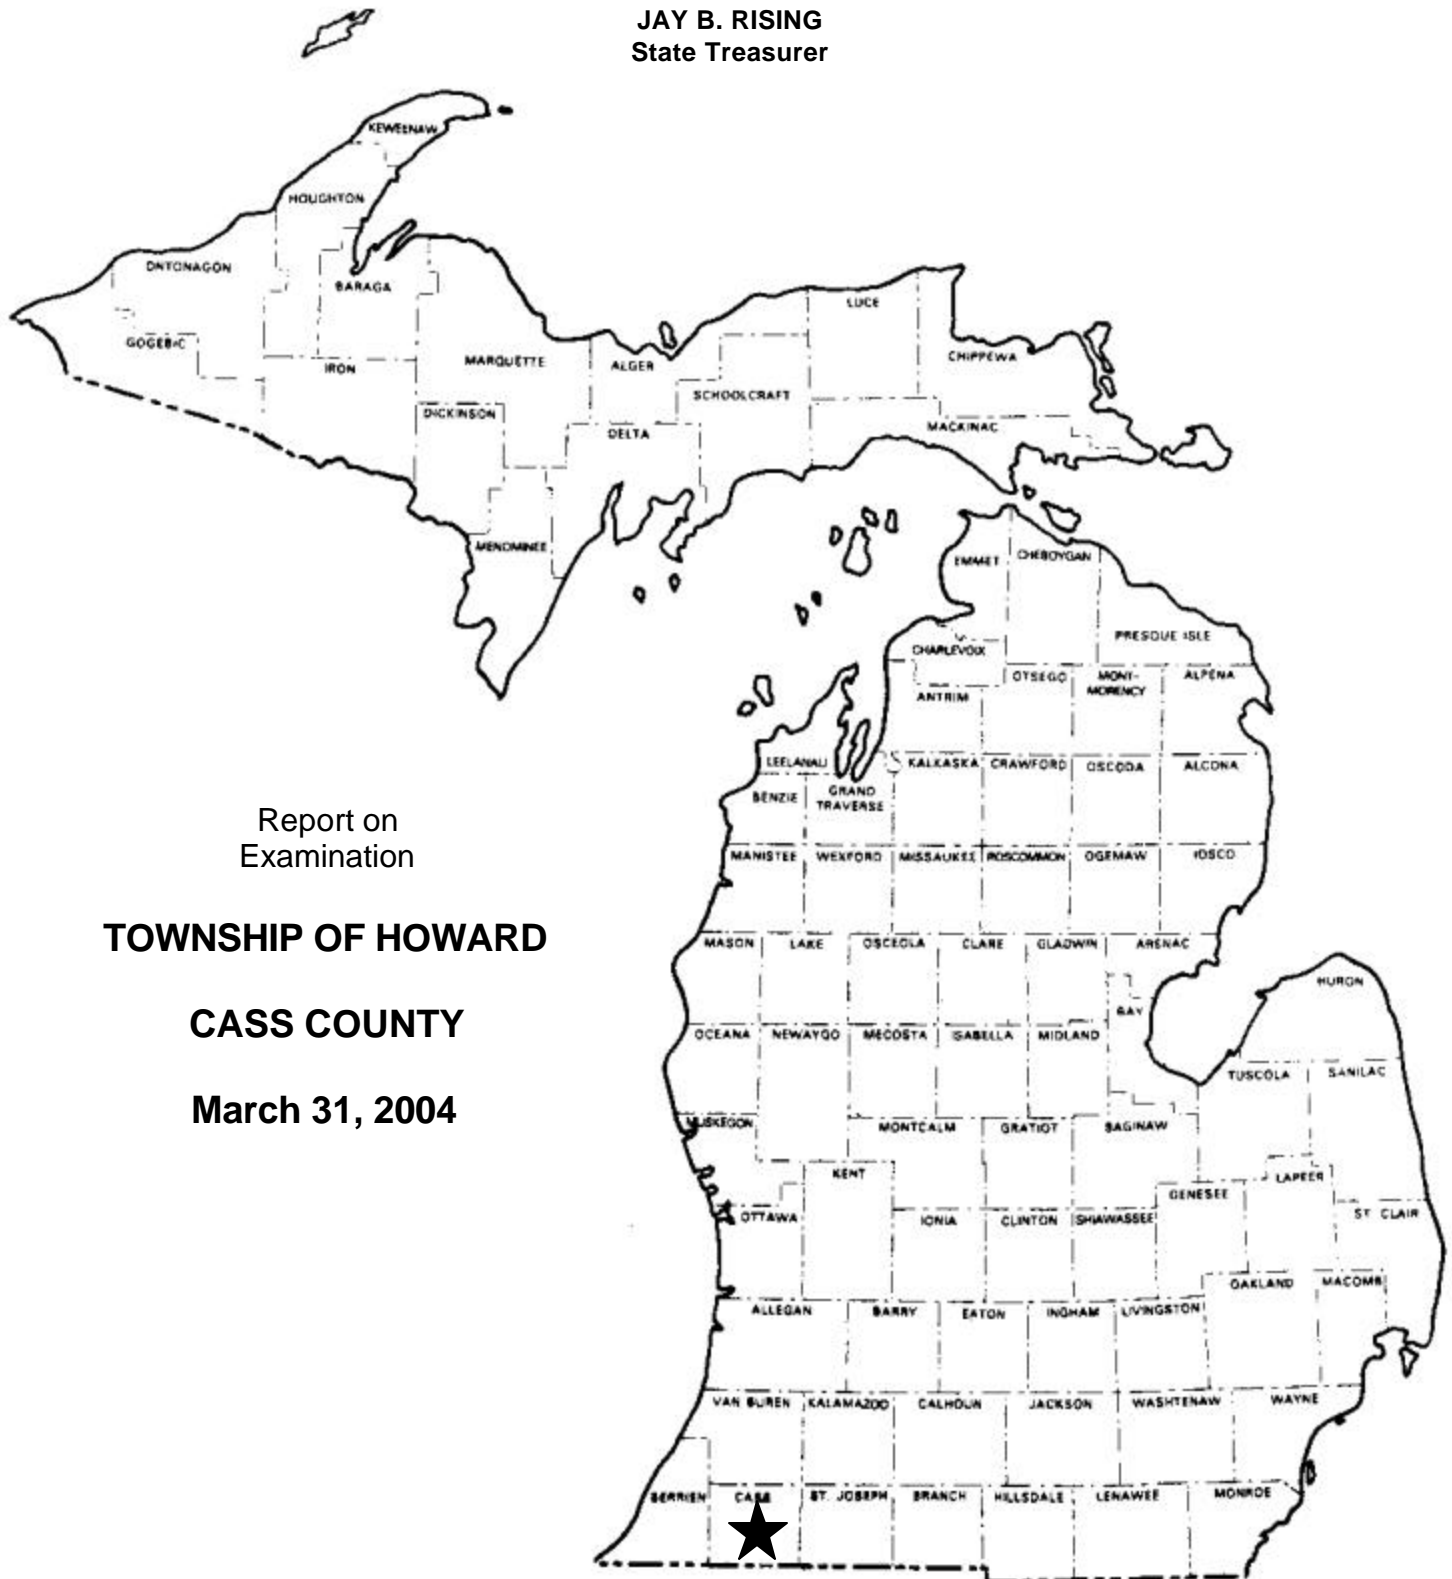 JAY B. RISING
State Treasurer
KEWEENAW
HOUGHTON
ONTONAGON
BARAGA
LUCE
GOGEBIC
IRON
MARQUETTE
ALGER
CHIPPEWA
SCHOOLCRAFT
DICKINSON
DELTA
MACKINAC
MENOMINEE
EMMET
CHEBOYGAN
PRESQUE ISLE
CHARLEVOIX
OTSEGO
MONT-
MORENCY
ALPENA
ANTRIM
LEELANAU
KALKASKA
CRAWFORD
OSCODA
ALCONA
BENZIE
GRAND
TRAVERSE
Report on
Examination
MANISTEE
WEXFORD
MISSAUKEE
ROSCOMMON
OGEMAW
IOSCO
TOWNSHIP OF HOWARD
MASON
LAKE
OSCEOLA
CLARE
GLADWIN
ARENAC
HURON
BAY
CASS COUNTY
OCEANA
NEWAYGO
MECOSTA
ISABELLA
MIDLAND
TUSCOLA
SANILAC
March 31, 2004
MUSKEGON
MONTCALM
GRATIOT
SAGINAW
KENT
GENESEE
LAPEER
OTTAWA
IONIA
CLINTON
SHIAWASSEE
ST. CLAIR
OAKLAND
MACOMB
ALLEGAN
BARRY
EATON
INGHAM
LIVINGSTON
VAN BUREN
KALAMAZOO
CALHOUN
JACKSON
WASHTENAW
WAYNE
BERRIEN
CASS
ST. JOSEPH
BRANCH
HILLSDALE
LENAWEE
MONROE